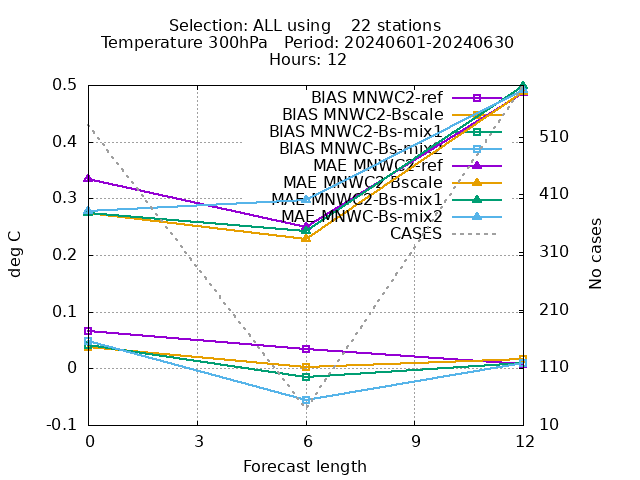 Selection: ALL using    22 stations
Temperature 300hPa   Period: 20240601-20240630
Hours: 12
0.5
0.4
0.3
0.2
0.1
0
-0.1
deg C
BIAS MNWC2-ref
BIAS MNWC2-Bscale
BIAS MNWC2-Bs-mix1
BIAS MNWC-Bs-mix2
MAE MNWC2-ref
MAE MNWC2-Bscale
MAE MNWC2-Bs-mix1
MAE MNWC-Bs-mix2
CASES
510
410
310
210
110
10
No cases
0 3 6 9 12
Forecast length